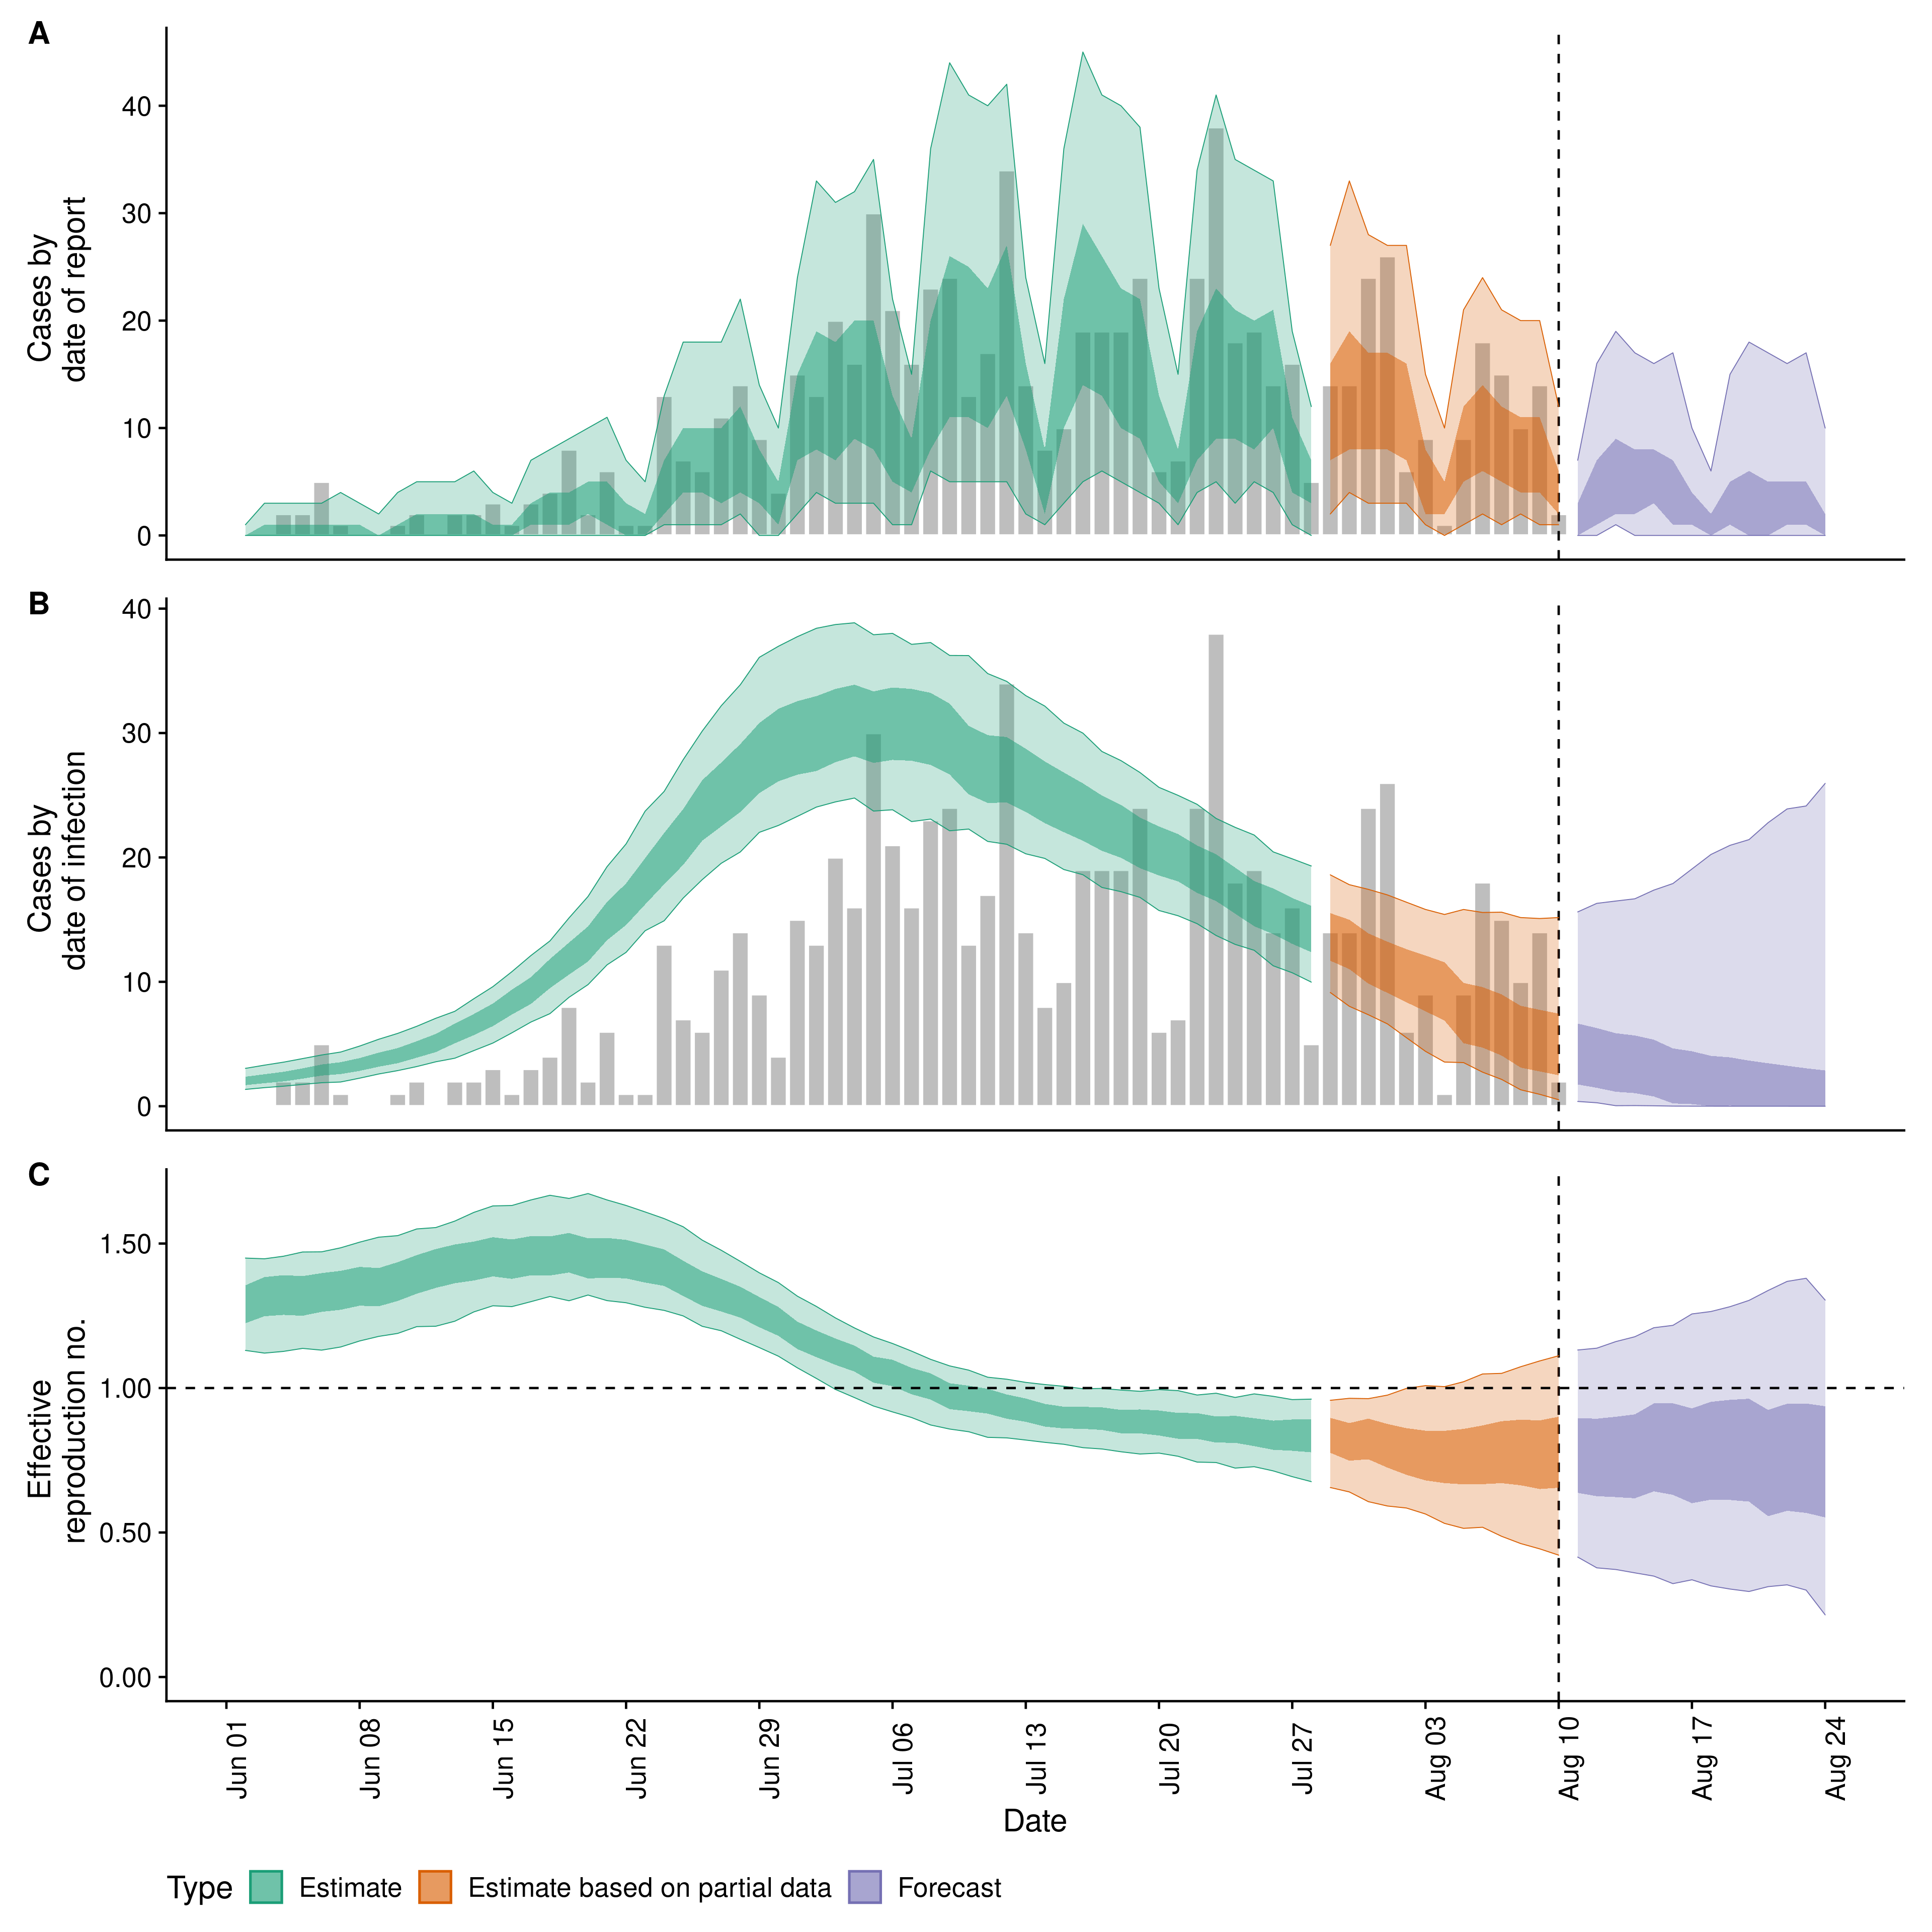 A
Cases by
date of report
40
30
20
10
0
B
Cases by
date of infection
40
30
20
10
0
C
Effective
reproduction no.
1.50
1.00
0.50
0.00
Jun 01
Jun 08
Jun 15
Jun 22
Jun 29
Jul 06
Jul 13
Jul 20
Jul 27
Aug 03
Aug 10
Aug 17
Aug 24
Date
Type Estimate Estimate based on partial data Forecast